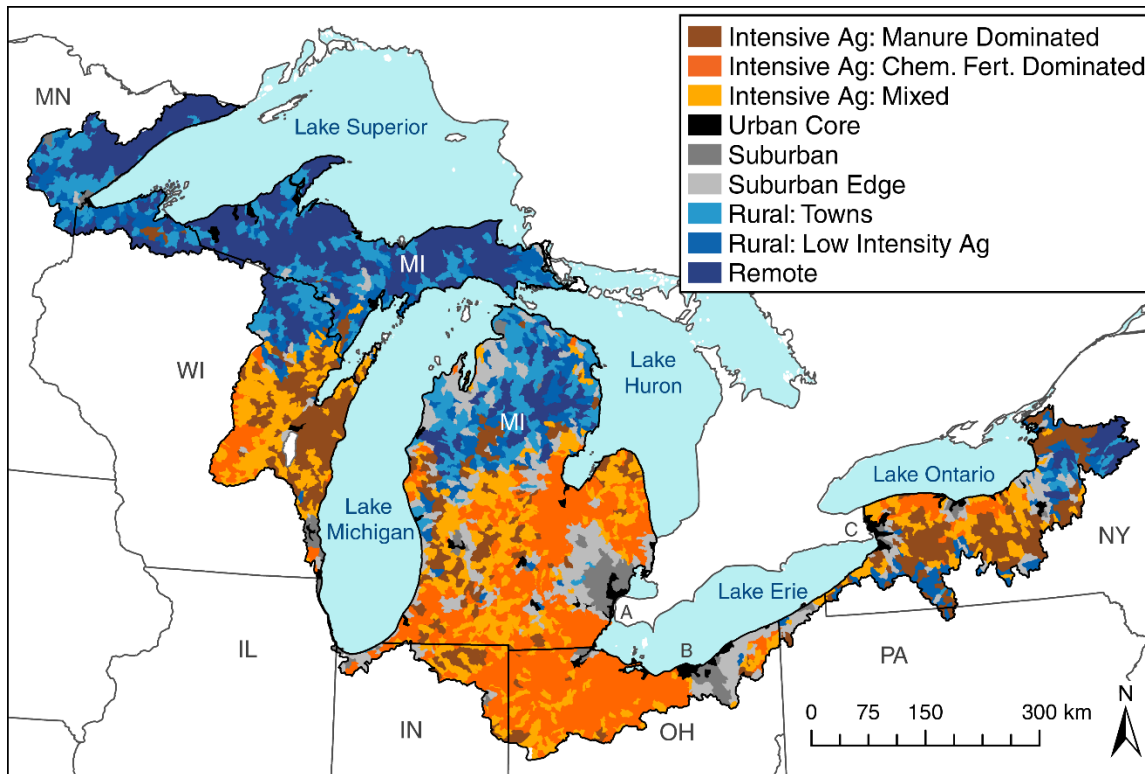 Intensive Ag: Manure Dominated
Intensive Ag: Chem. Fert. Dominated
Intensive Ag: Mixed
Urban Core
Suburban
Suburban Edge
Rural: Towns
Rural: Low Intensity Ag
Remote
MN
Lake Superior
MI
WI
Lake
Huron
MI
Lake Ontario
Lake
Michigan
C
NY
Lake Erie
A
B
IL
PA
IN
OH
N
0 75 150 300 km